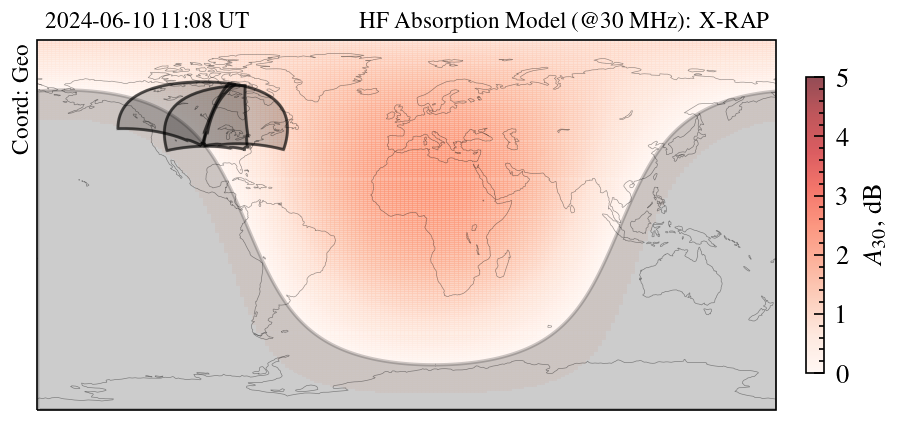 2024-06-10 11:08 UT
HF Absorption Model (@30 MHz): X-RAP
Coord: Geo
5
4
3
2
1
0
A30, dB